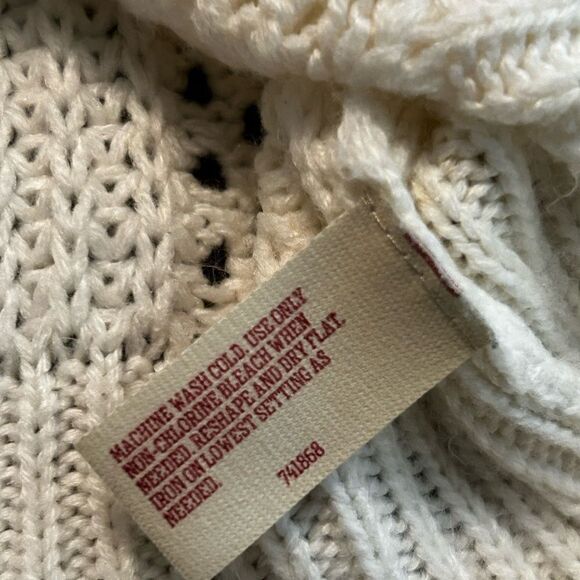 MACHINE WASH COLD. USE ONLY
NON-CHLORINE BLEACH WHEN
NEEDED. RESHAPE AND DRY FLAT.
IRON ON LOWEST SETTING AS
NEEDED.
741868